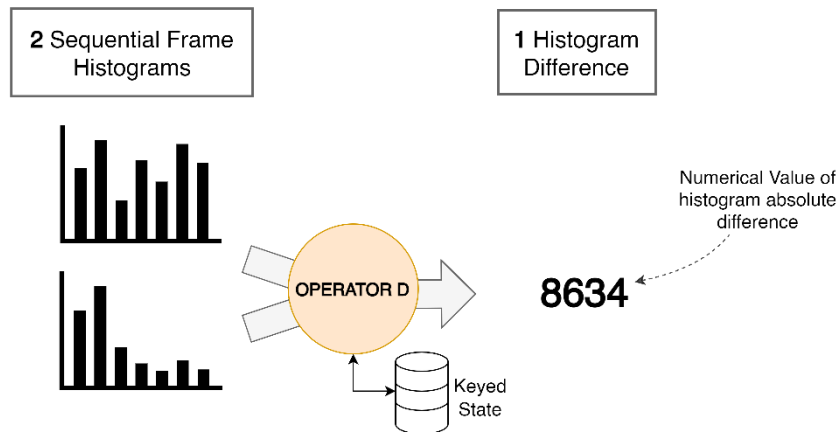 2 Sequential Frame
Histograms
1 Histogram
Difference
Numerical Value of
histogram absolute
difference
OPERATOR D
8634
Keyed
State